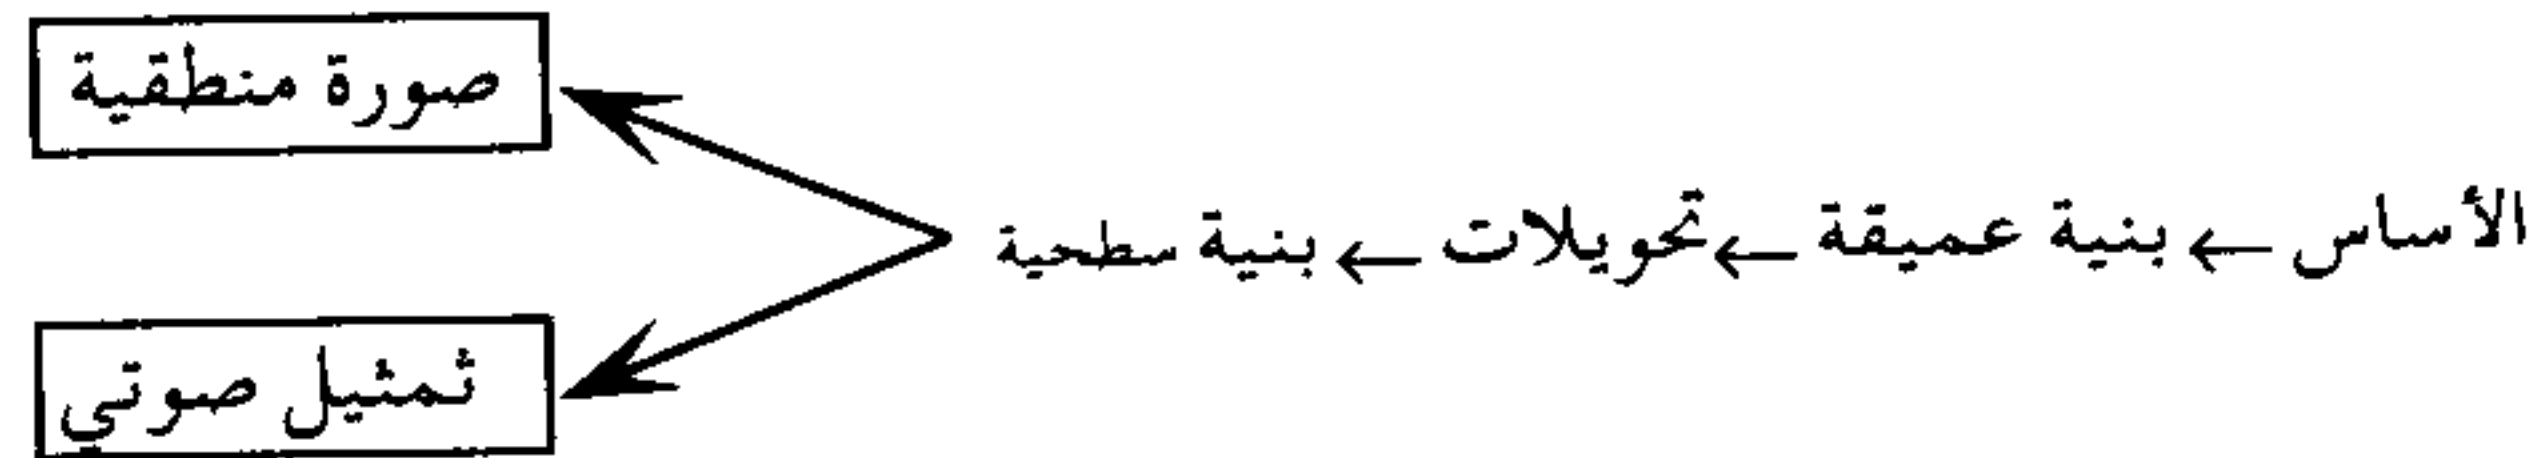 صورة منطقية
الأساس ← بنية عميقة ← تحويلات ← بنية سطحية
ثمثيل صوتي